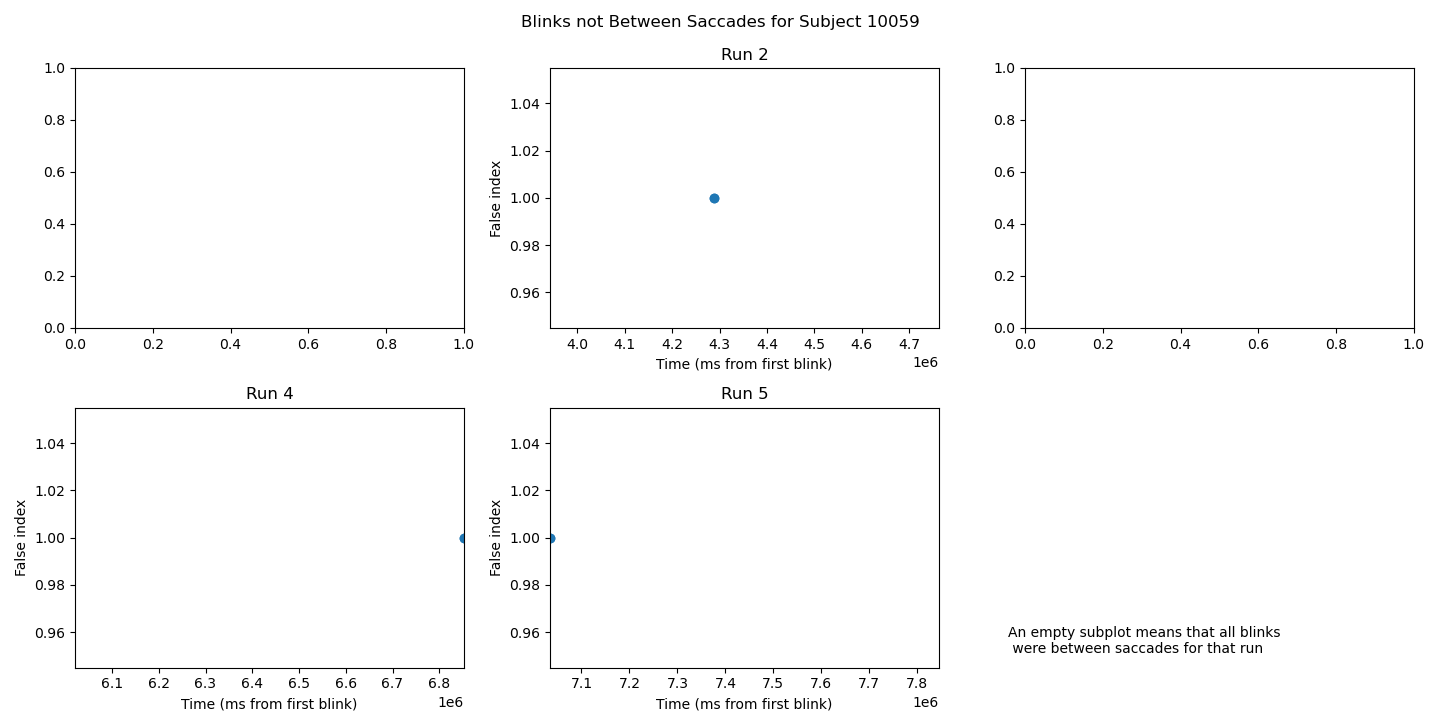 Blinks not Between Saccades for Subject 10059
1.0
0.8
0.6
0.4
0.2
0.0
0.0 0.2 0.4 0.6 0.8 1.0
Run 2
False index
1.04
1.02
1.00
0.98
0.96
4.0 4.1 4.2 4.3 4.4 4.5 4.6 4.7
Time (ms from first blink)
1e6
1.0
0.8
0.6
0.4
0.2
0.0
0.0 0.2 0.4 0.6 0.8 1.0
Run 4
False index
1.04
1.02
1.00
0.98
0.96
6.1 6.2 6.3 6.4 6.5 6.6 6.7 6.8
Time (ms from first blink)
1e6
Run 5
False index
1.04
1.02
1.00
0.98
0.96
7.1 7.2 7.3 7.4 7.5 7.6 7.7 7.8
Time (ms from first blink)
1e6
An empty subplot means that all blinks
were between saccades for that run